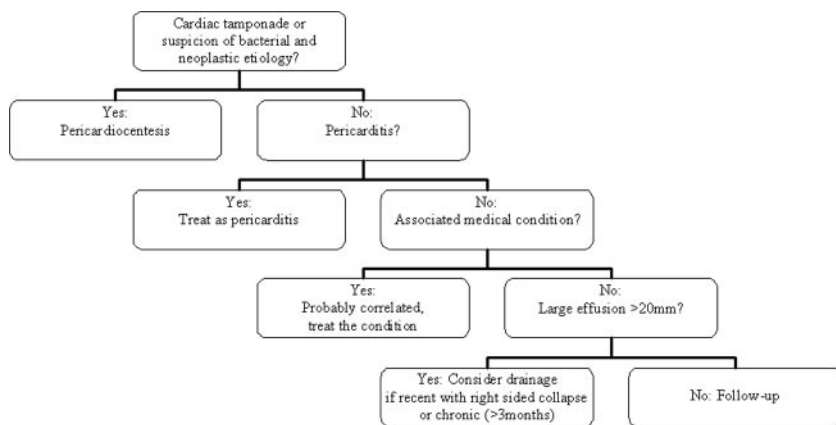 Cardiac tamponade or
suspicion of bacterial and
neoplastic etiology?
Yes:
Pericardiocentesis
No:
Pericarditis?
Yes:
Treat as pericarditis
No:
Associated medical condition?
Yes:
Probably correlated,
treat the condition
No:
Large effusion >20mm?
Yes: Consider drainage
if recent with right sided collapse
or chronic (>3months)
No: Follow-up